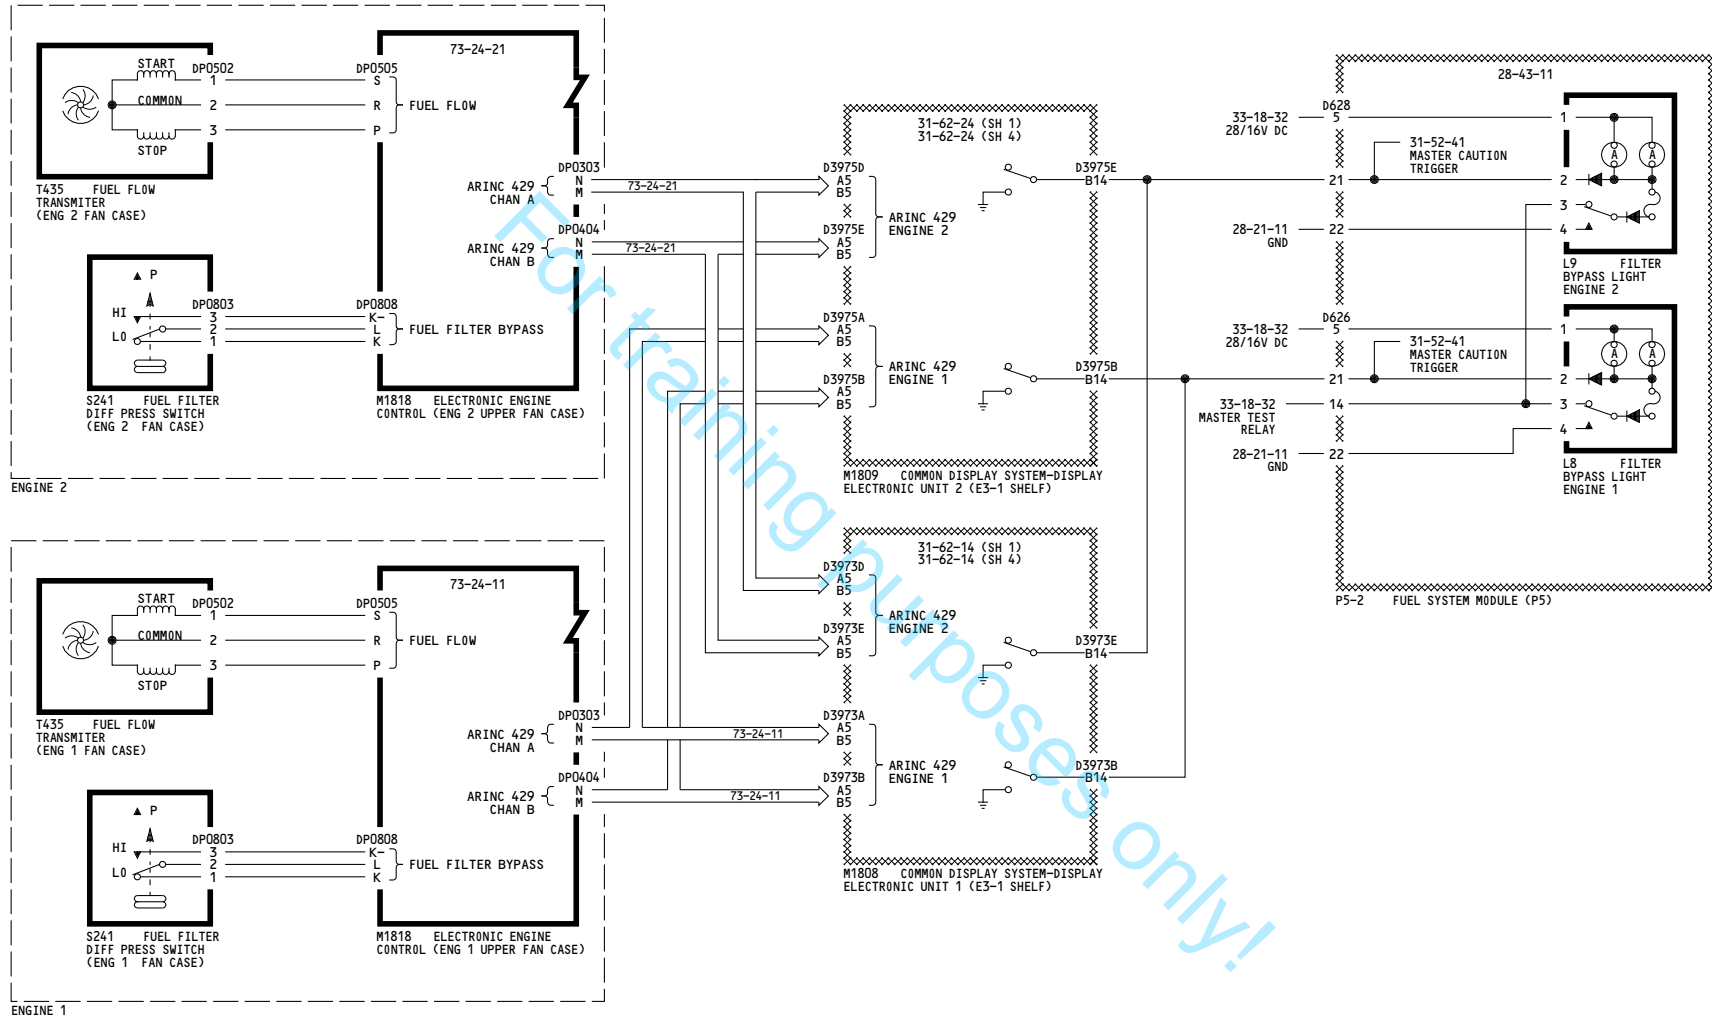 73-24-21
START
DP0502
DP0505
1
S
COMMON
2
R
FUEL FLOW
3
P
STOP
T435 FUEL FLOW
TRANSMITER
(ENG 2 FAN CASE)
DP0303
ARINC 429
CHAN A
N
M
73-24-21
DP0404
ARINC 429
CHAN B
N
M
73-24-21
P
HI
LO
DP0803
DP0808
3
K-
2
L
FUEL FILTER BYPASS
1
K
S241 FUEL FILTER
DIFF PRESS SWITCH
(ENG 2 FAN CASE)
M1818 ELECTRONIC ENGINE
CONTROL (ENG 2 UPPER FAN CASE)
ENGINE 2
73-24-11
START
DP0502
DP0505
1
S
COMMON
2
R
FUEL FLOW
3
P
STOP
T435 FUEL FLOW
TRANSMITER
(ENG 1 FAN CASE)
DP0303
ARINC 429
CHAN A
N
M
73-24-11
DP0404
ARINC 429
CHAN B
N
M
73-24-11
P
HI
LO
DP0803
DP0808
3
K-
2
L
FUEL FILTER BYPASS
1
K
S241 FUEL FILTER
DIFF PRESS SWITCH
(ENG 1 FAN CASE)
M1818 ELECTRONIC ENGINE
CONTROL (ENG 1 UPPER FAN CASE)
ENGINE 1
31-62-24 (SH 1)
31-62-24 (SH 4)
D3975D
A5
B5
ARINC 429
ENGINE 2
D3975E
A5
B5
D3975E
B14
D3975A
A5
B5
ARINC 429
ENGINE 1
D3975B
A5
B5
D3975B
B14
M1809 COMMON DISPLAY SYSTEM-DISPLAY
ELECTRONIC UNIT 2 (E3-1 SHELF)
31-62-14 (SH 1)
31-62-14 (SH 4)
D3973D
A5
B5
ARINC 429
ENGINE 2
D3973E
A5
B5
D3973E
B14
D3973A
A5
B5
ARINC 429
ENGINE 1
D3973B
A5
B5
D3973B
B14
M1808 COMMON DISPLAY SYSTEM-DISPLAY
ELECTRONIC UNIT 1 (E3-1 SHELF)
28-43-11
33-18-32
28/16V DC
D628
5
1
31-52-41
MASTER CAUTION
TRIGGER
A
A
21
2
3
28-21-11
GND
22
4
L9 FILTER
BYPASS LIGHT
ENGINE 2
33-18-32
28/16V DC
D626
5
1
31-52-41
MASTER CAUTION
TRIGGER
A
A
21
2
33-18-32
MASTER TEST
RELAY
14
3
4
28-21-11
GND
22
L8 FILTER
BYPASS LIGHT
ENGINE 1
P5-2 FUEL SYSTEM MODULE (P5)
For training purposes only!